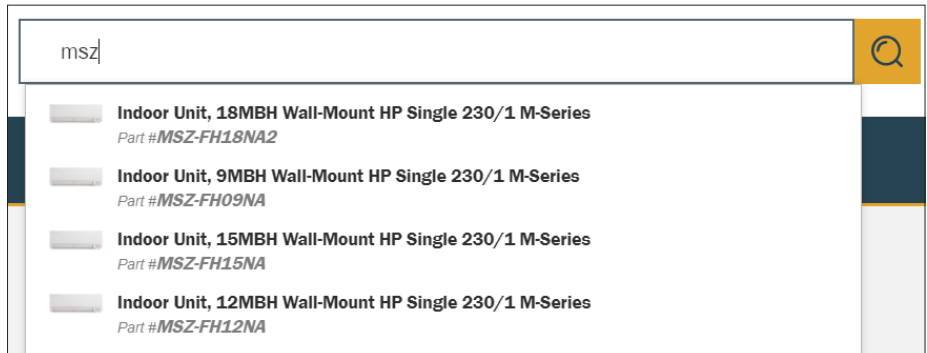 msz
Indoor Unit, 18MBH Wall-Mount HP Single 230/1 M-Series
Part #MSZ-FH18NA2
Indoor Unit, 9MBH Wall-Mount HP Single 230/1 M-Series
Part #MSZ-FH09NA
Indoor Unit, 15MBH Wall-Mount HP Single 230/1 M-Series
Part #MSZ-FH15NA
Indoor Unit, 12MBH Wall-Mount HP Single 230/1 M-Series
Part #MSZ-FH12NA